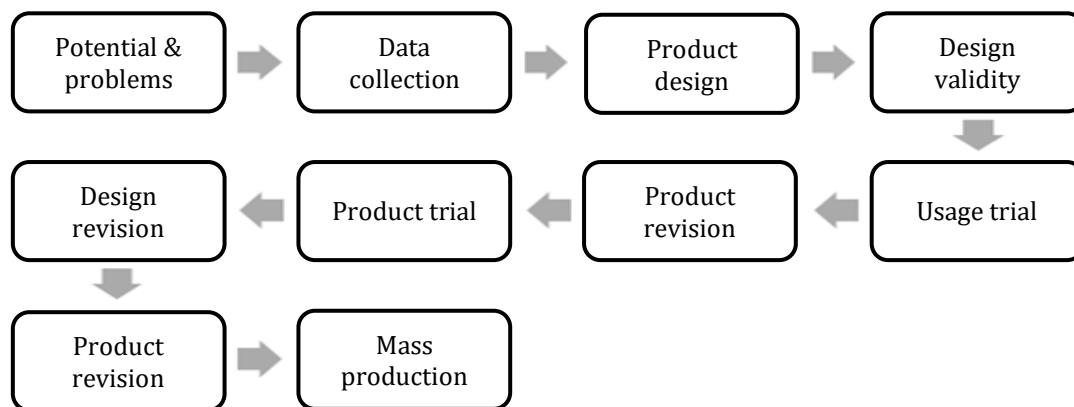 Potential &
problems
Data
collection
Product
design
Design
validity
Design
revision
Product trial
Product
revision
Usage trial
Product
revision
Mass
production